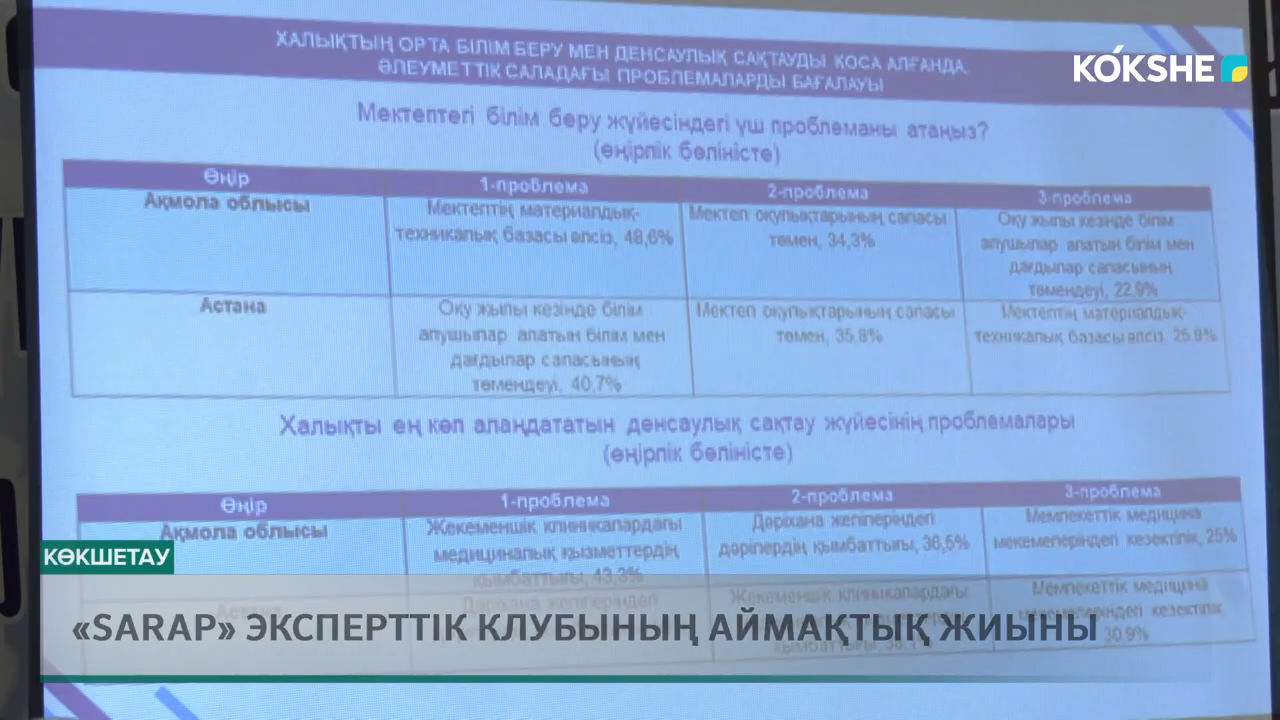 ХАЛЫҚТЫҢ ОРТА БІЛІМ БЕРУ МЕН ДЕНСАУЛЫҚ САҚТАУДЫ ҚОСА АЛҒАНДА,
ӘЛЕУМЕТТІК САЛАДАҒЫ ПРОБЛЕМАЛАРДЫ БАҒАЛАУЫ
KÓKSHE
Мектептегі білім беру жүйесіндегі үш проблеманы атаңыз?
(өңірлік бөліністе)
Өңір 1-проблема 2-проблема 3-проблема
Ақмола облысы
Мектептің материалдық-
техникалық базасы әлсіз, 48,6%
Мектеп оқулықтарының сапасы
төмен, 34,3%
Оқу жылы кезінде білім
алушылар алатын білім мен
дағдылар сапасының
төмендеуі, 22,9%
Астана
Оқу жылы кезінде білім
алушылар алатын білім мен
дағдылар сапасының
төмендеуі, 40,7%
Мектеп оқулықтарының сапасы
төмен, 35,8%
Мектептің материалдық-
техникалық базасы әлсіз, 25,9%
Халықты ең көп алаңдататын денсаулық сақтау жүйесінің проблемалары
(өңірлік бөліністе)
Өңір 1-проблема 2-проблема 3-проблема
Ақмола облысы
Жекеменшік клиникалардағы
медициналық қызметтердің
қымбаттығы, 43,3%
Дәріхана желілеріндегі
дәрілердің қымбаттығы, 36,5%
Мемлекеттік медицина
мекемелеріндегі кезектілік, 25%
Дәріхана желілеріндегі
Жекеменшік клиникалардағы
Мемлекеттік медицина
кезектілік
30,9%
КӨКШЕТАУ
«SARAP» ЭКСПЕРТТІК КЛУБЫНЫҢ АЙМАҚТЫҚ ЖИЫНЫ